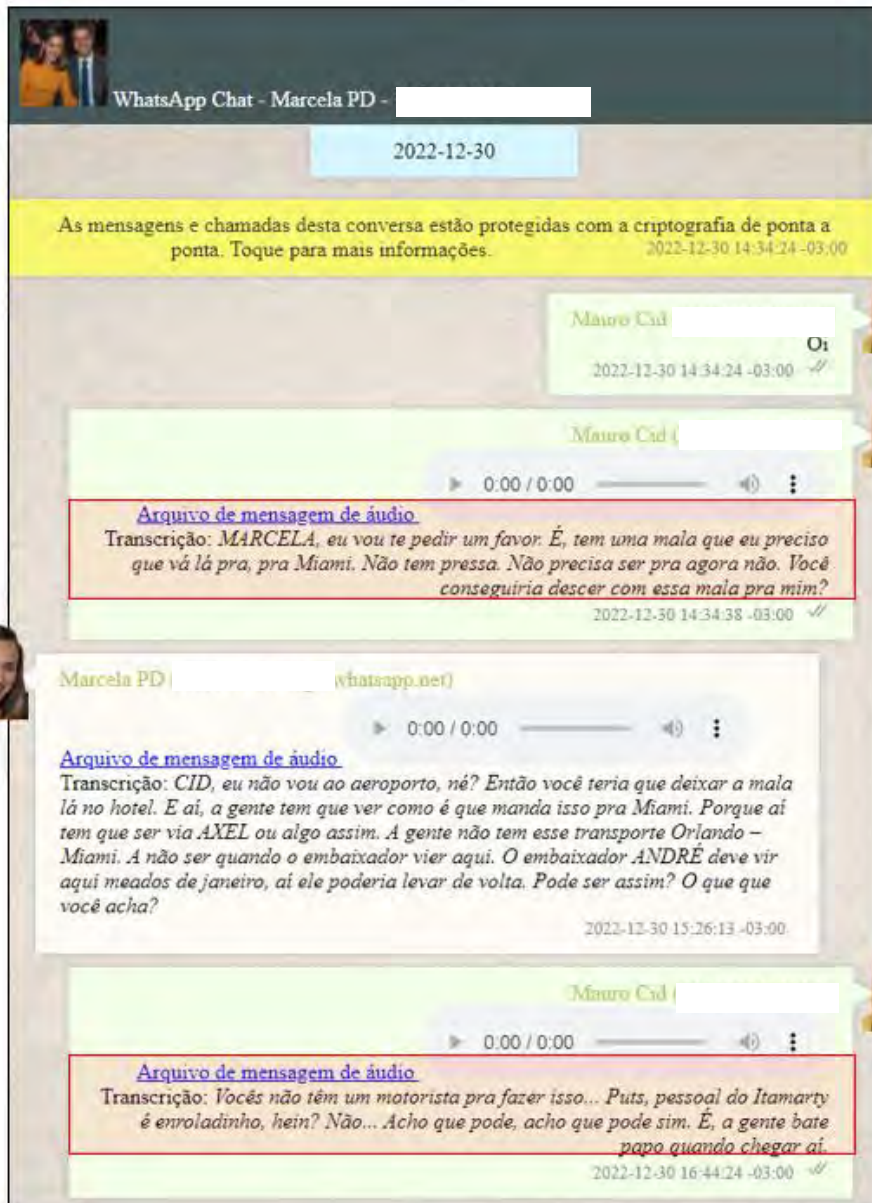 WhatsApp Chat - Marcela PD -
2022-12-30
As mensagens e chamadas desta conversa estão protegidas com a criptografia de ponta a
ponta. Toque para mais informações.
2022-12-30 14:34:24 -03:00
Mauro Cid
Oi
2022-12-30 14:34:24 -03:00
Mauro Cid (
0:00 / 0:00
Arquivo de mensagem de áudio
Transcrição: MARCELA, eu vou te pedir um favor. É, tem uma mala que eu preciso
que vá lá pra, pra Miami. Não tem pressa. Não precisa ser pra agora não. Você
conseguiria descer com essa mala pra mim?
2022-12-30 14:34:38 -03:00
Marcela PD ( whatsapp.net)
0:00 / 0:00
Arquivo de mensagem de áudio
Transcrição: CID, eu não vou ao aeroporto, né? Então você teria que deixar a mala
lá no hotel. E aí, a gente tem que ver como é que manda isso pra Miami. Porque aí
tem que ser via AXEL ou algo assim. A gente não tem esse transporte Orlando –
Miami. A não ser quando o embaixador vier aqui. O embaixador ANDRÉ deve vir
aqui meados de janeiro, aí ele poderia levar de volta. Pode ser assim? O que que
você acha?
2022-12-30 15:26:13 -03:00
Mauro Cid (
0:00 / 0:00
Arquivo de mensagem de áudio
Transcrição: Vocês não têm um motorista pra fazer isso... Puts, pessoal do Itamarty
é enroladinho, hein? Não... Acho que pode, acho que pode sim. É, a gente bate
papo quando chegar aí.
2022-12-30 16:44:24 -03:00